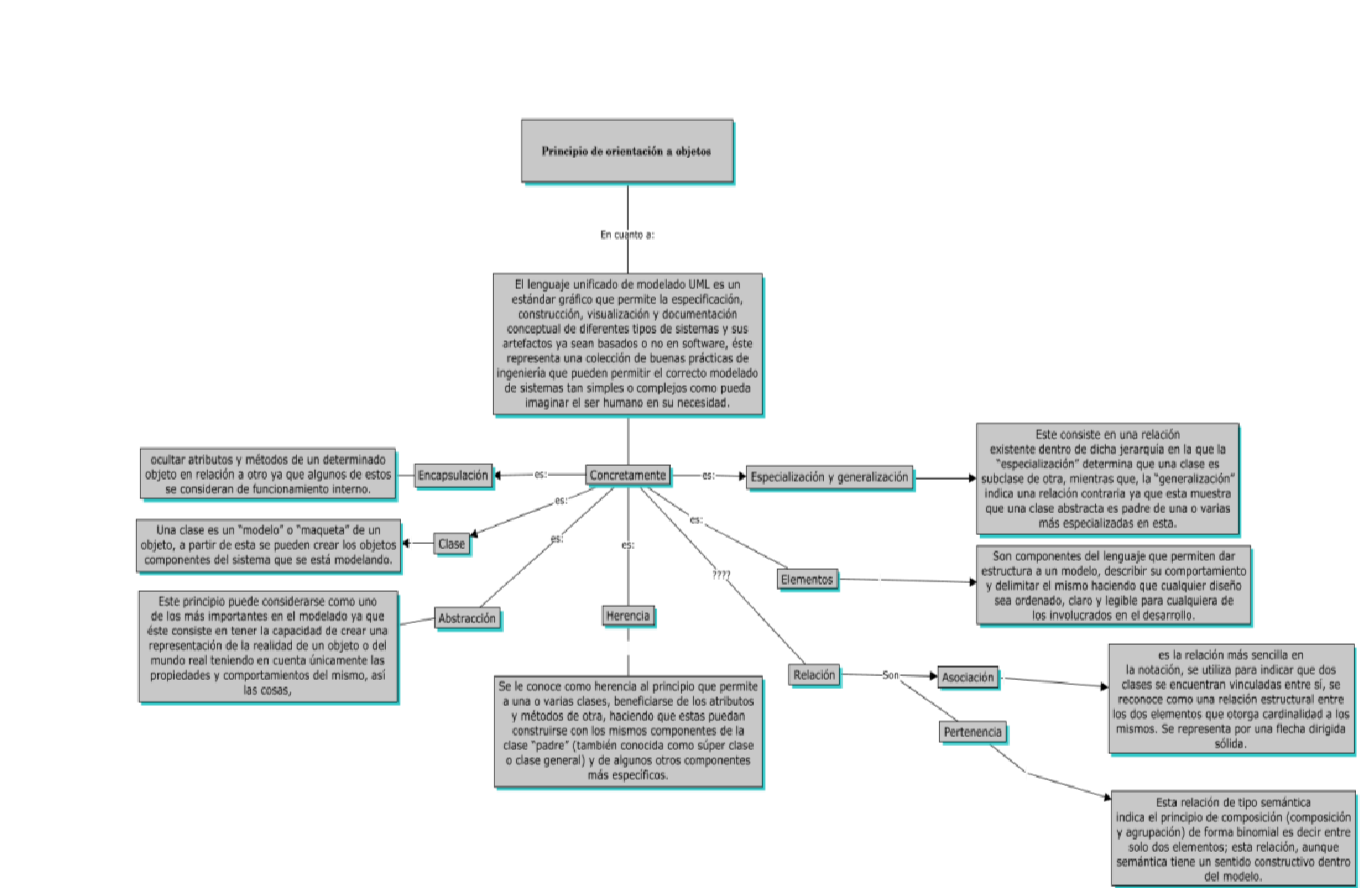 Principio de orientación a objetos
En cuanto a:
El lenguaje unificado de modelado UML es un
estándar gráfico que permite la especificación,
construcción, visualización y documentación
conceptual de diferentes tipos de sistemas y sus
artefactos ya sean basados o no en software, éste
representa una colección de buenas prácticas de
ingeniería que pueden permitir el correcto modelado
de sistemas tan simples o complejos como pueda
imaginar el ser humano en su necesidad.
Concretamente
es:
Encapsulación
ocultar atributos y métodos de un determinado
objeto en relación a otro ya que algunos de estos
se consideran de funcionamiento interno.
es:
Clase
Una clase es un "modelo" o "maqueta" de un
objeto, a partir de esta se pueden crear los objetos
componentes del sistema que se está modelando.
es:
Abstracción
Este principio puede considerarse como uno
de los más importantes en el modelado ya que
éste consiste en tener la capacidad de crear una
representación de la realidad de un objeto o del
mundo real teniendo en cuenta únicamente las
propiedades y comportamientos del mismo, así
las cosas,
es:
Herencia
Se le conoce como herencia al principio que permite
a una o varias clases, beneficiarse de los atributos
y métodos de otra, haciendo que estas puedan
construirse con los mismos componentes de la
clase "padre" (también conocida como súper clase
o clase general) y de algunos otros componentes
más específicos.
es:
Especialización y generalización
Este consiste en una relación
existente dentro de dicha jerarquía en la que la
"especialización" determina que una clase es
subclase de otra, mientras que, la "generalización"
indica una relación contraria ya que esta muestra
que una clase abstracta es padre de una o varias
más especializadas en esta.
es:
Elementos
Son componentes del lenguaje que permiten dar
estructura a un modelo, describir su comportamiento
y delimitar el mismo haciendo que cualquier diseño
sea ordenado, claro y legible para cualquiera de
los involucrados en el desarrollo.
????
Relación
Son
Asociación
es la relación más sencilla en
la notación, se utiliza para indicar que dos
clases se encuentran vinculadas entre sí, se
reconoce como una relación estructural entre
los dos elementos que otorga cardinalidad a los
mismos. Se representa por una flecha dirigida
sólida.
Pertenencia
Esta relación de tipo semántica
indica el principio de composición (composición
y agrupación) de forma binomial es decir entre
solo dos elementos; esta relación, aunque
semántica tiene un sentido constructivo dentro
del modelo.